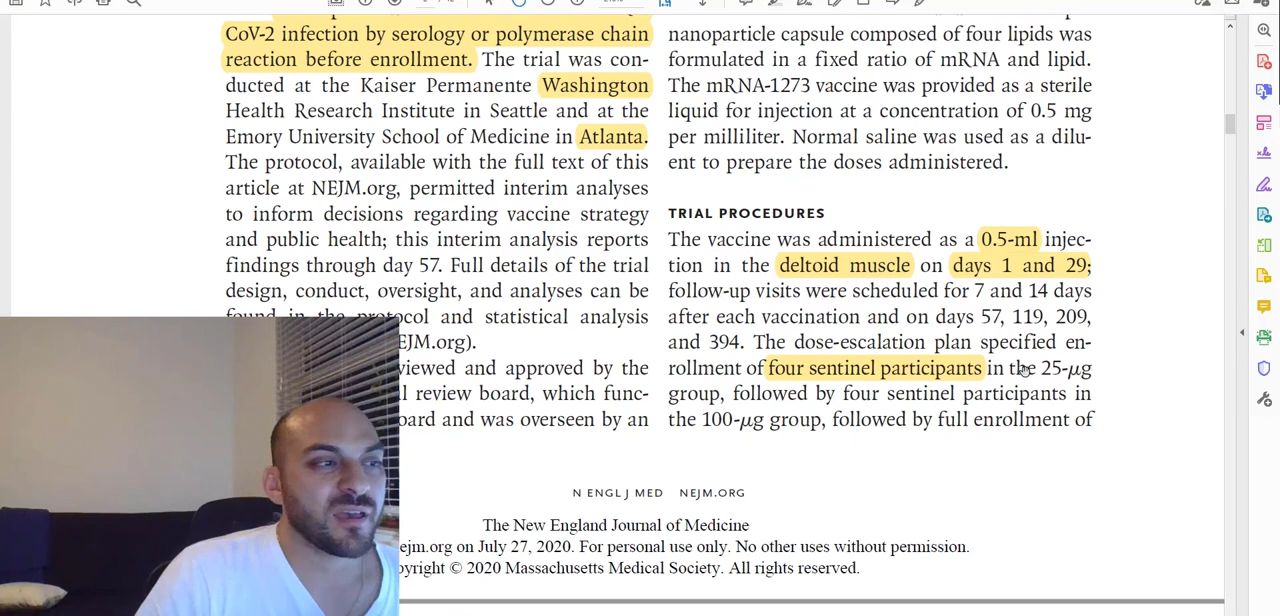 CoV-2 infection by serology or polymerase chain
reaction before enrollment. The trial was con-
ducted at the Kaiser Permanente Washington
Health Research Institute in Seattle and at the
Emory University School of Medicine in Atlanta.
The protocol, available with the full text of this
article at NEJM.org, permitted interim analyses
to inform decisions regarding vaccine strategy
and public health; this interim analysis reports
findings through day 57. Full details of the trial
design, conduct, oversight, and analyses can be
found in the protocol and statistical analysis
EJM.org).
viewed and approved by the
l review board, which func-
oard and was overseen by an
nanoparticle capsule composed of four lipids was
formulated in a fixed ratio of mRNA and lipid.
The mRNA-1273 vaccine was provided as a sterile
liquid for injection at a concentration of 0.5 mg
per milliliter. Normal saline was used as a dilu-
ent to prepare the doses administered.
TRIAL PROCEDURES
The vaccine was administered as a 0.5-ml injec-
tion in the deltoid muscle on days 1 and 29;
follow-up visits were scheduled for 7 and 14 days
after each vaccination and on days 57, 119, 209,
and 394. The dose-escalation plan specified en-
rollment of four sentinel participants in the 25-μg
group, followed by four sentinel participants in
the 100-μg group, followed by full enrollment of
N ENGL J MED NEJM.ORG
The New England Journal of Medicine
ejm.org on July 27, 2020. For personal use only. No other uses without permission.
yright © 2020 Massachusetts Medical Society. All rights reserved.